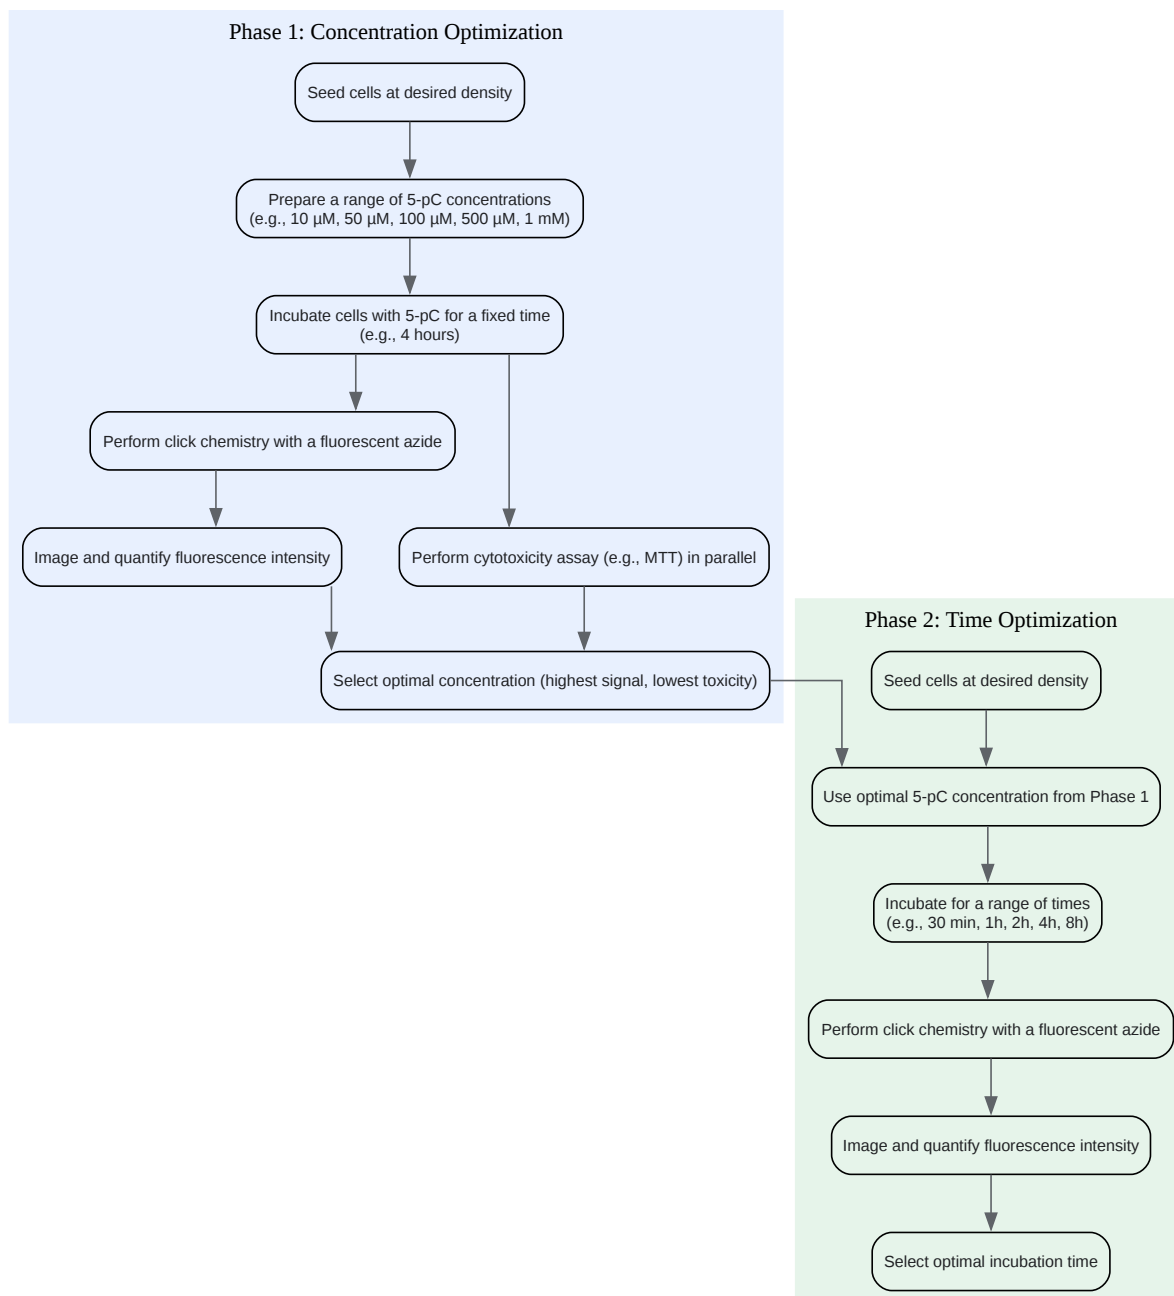 Phase 1: Concentration Optimization
Seed cells at desired density
Prepare a range of 5-pC concentrations
(e.g., 10 µM, 50 µM, 100 µM, 500 µM, 1 mM)
Incubate cells with 5-pC for a fixed time
(e.g., 4 hours)
Perform click chemistry with a fluorescent azide
Image and quantify fluorescence intensity
Perform cytotoxicity assay (e.g., MTT) in parallel
Select optimal concentration (highest signal, lowest toxicity)
Phase 2: Time Optimization
Seed cells at desired density
Use optimal 5-pC concentration from Phase 1
Incubate for a range of times
(e.g., 30 min, 1h, 2h, 4h, 8h)
Perform click chemistry with a fluorescent azide
Image and quantify fluorescence intensity
Select optimal incubation time